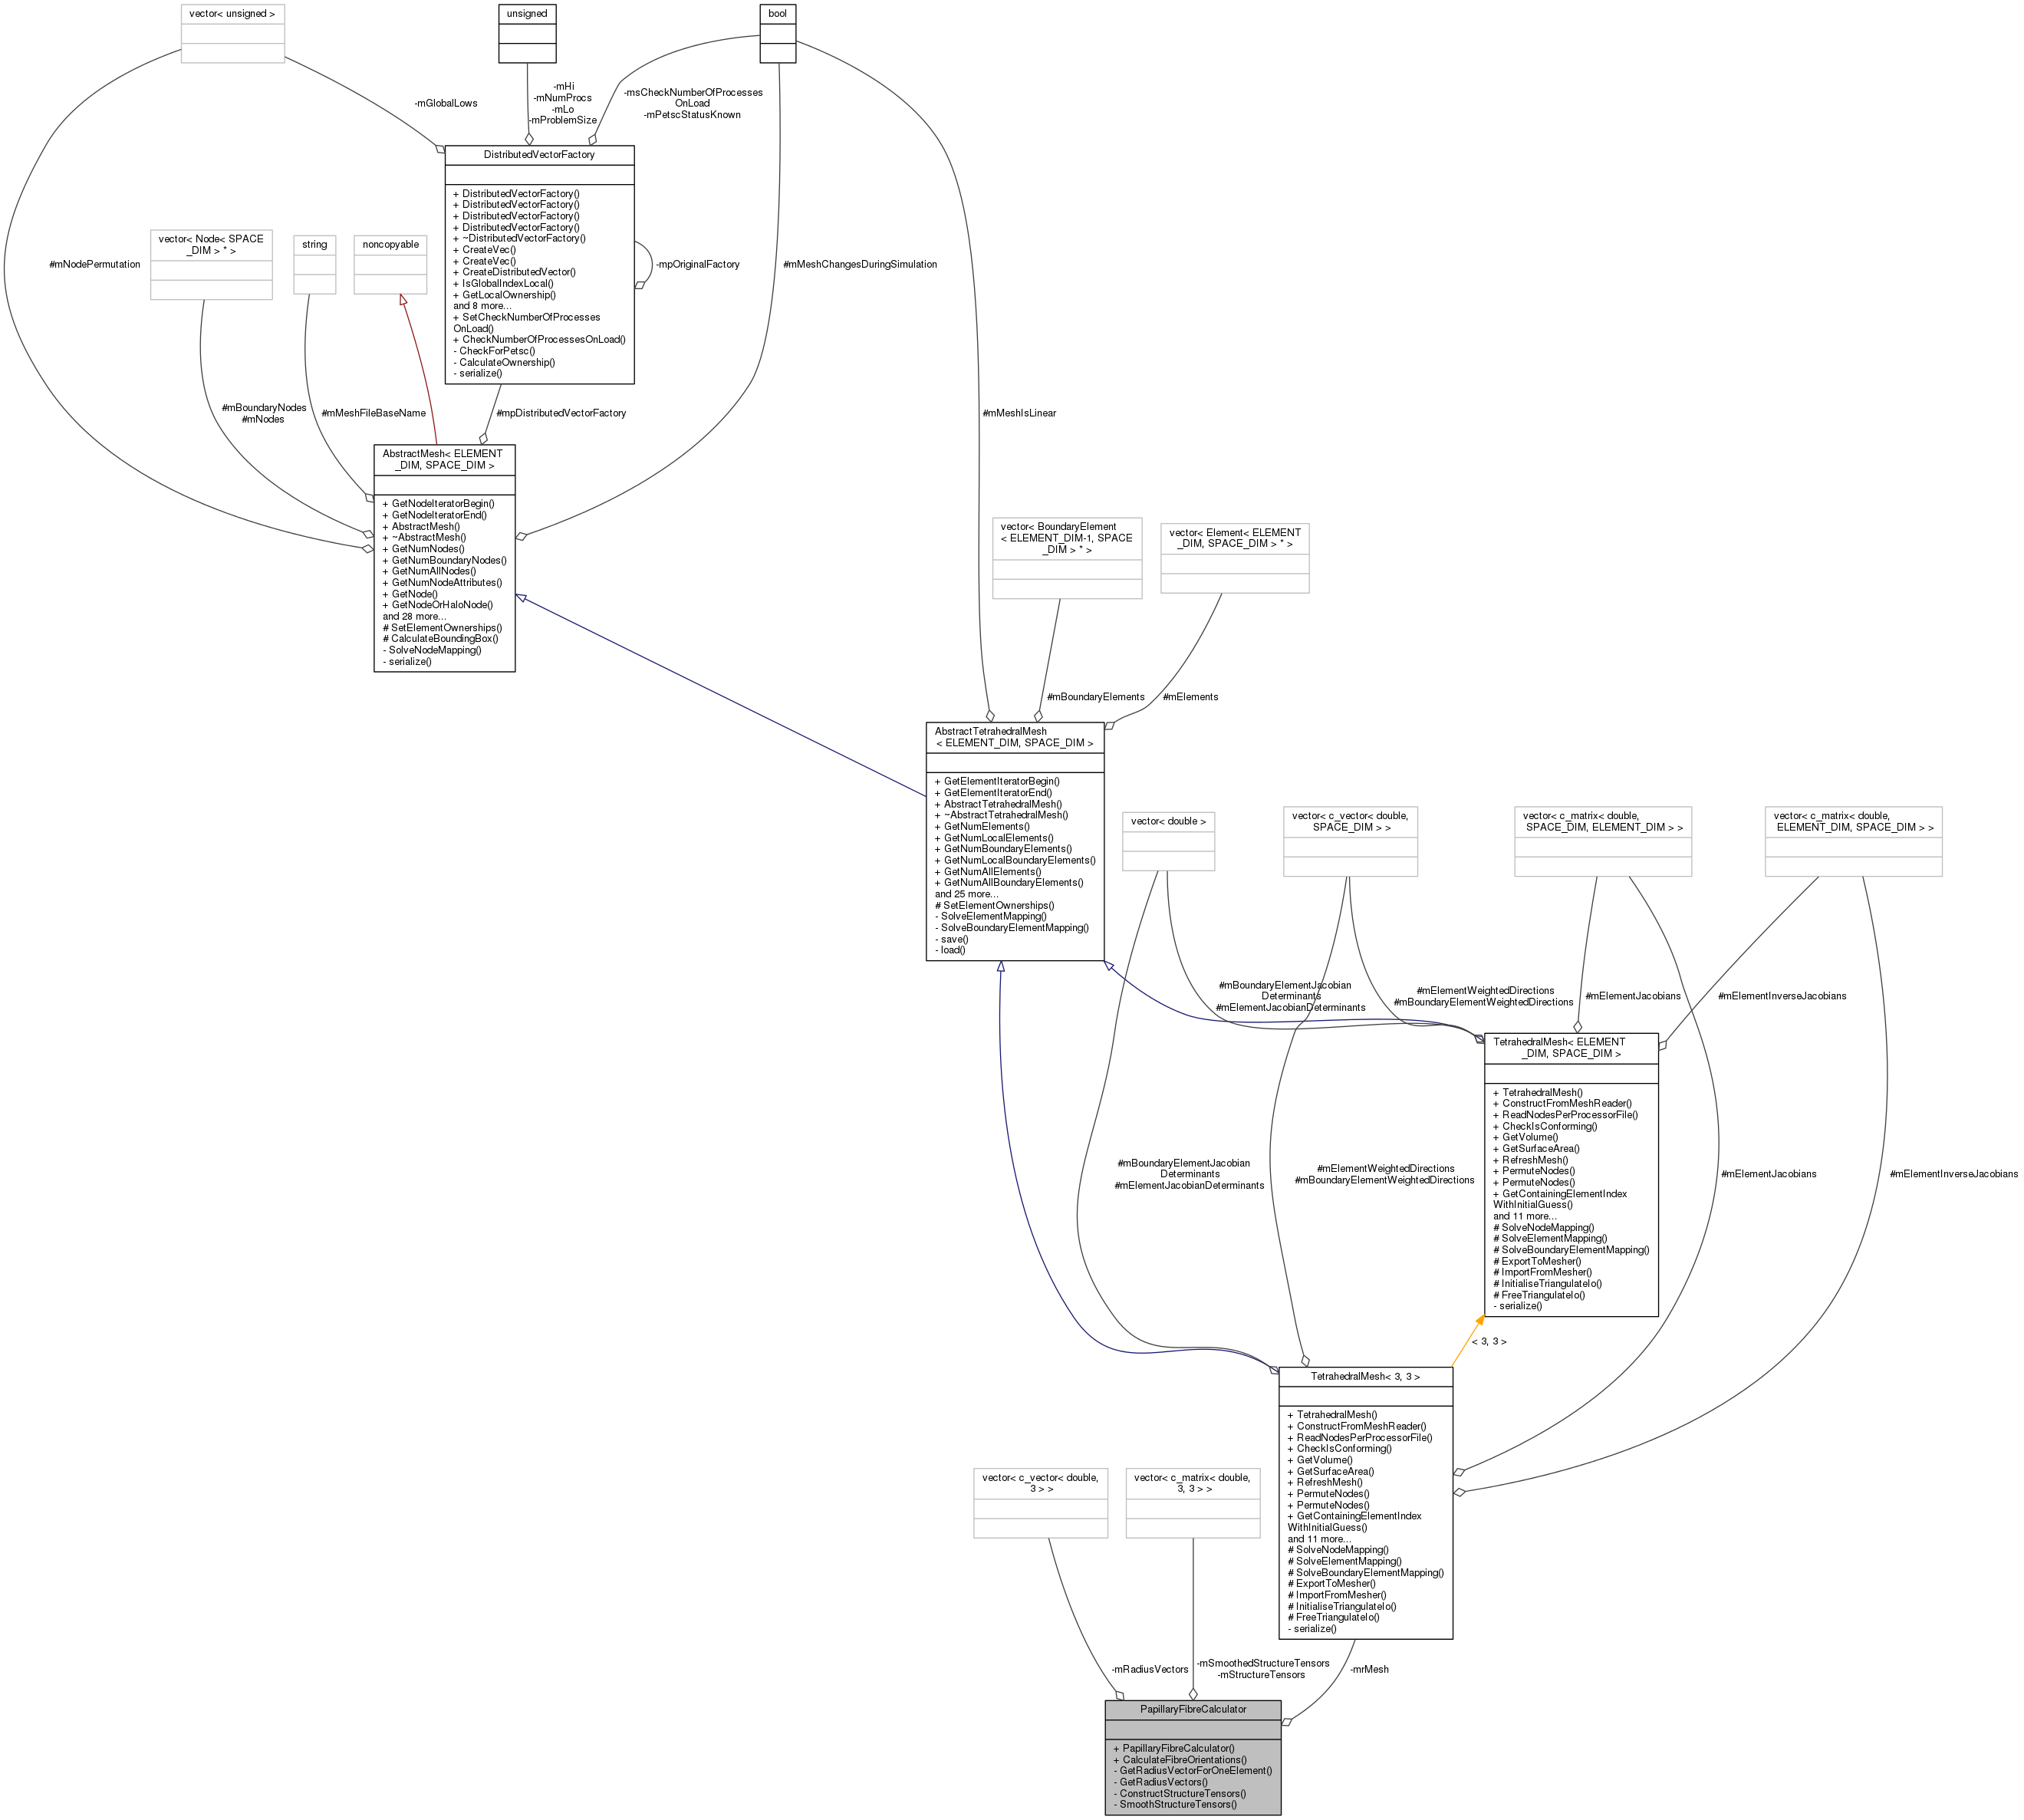 vector< unsigned >
unsigned
bool
-mGlobalLows
-mHi
-mNumProcs
-mLo
-mProblemSize
-msCheckNumberOfProcesses
OnLoad
-mPetscStatusKnown
DistributedVectorFactory
+ DistributedVectorFactory()
+ DistributedVectorFactory()
+ DistributedVectorFactory()
+ DistributedVectorFactory()
+ ~DistributedVectorFactory()
+ CreateVec()
+ CreateVec()
+ CreateDistributedVector()
+ IsGlobalIndexLocal()
+ GetLocalOwnership()
and 8 more...
+ SetCheckNumberOfProcesses
OnLoad()
+ CheckNumberOfProcessesOnLoad()
- CheckForPetsc()
- CalculateOwnership()
- serialize()
-mpOriginalFactory
vector< Node< SPACE
_DIM > * >
string
noncopyable
#mNodePermutation
#mMeshChangesDuringSimulation
#mBoundaryNodes
#mNodes
#mMeshFileBaseName
#mpDistributedVectorFactory
#mMeshIsLinear
AbstractMesh< ELEMENT
_DIM, SPACE_DIM >
+ GetNodeIteratorBegin()
+ GetNodeIteratorEnd()
+ AbstractMesh()
+ ~AbstractMesh()
+ GetNumNodes()
+ GetNumBoundaryNodes()
+ GetNumAllNodes()
+ GetNumNodeAttributes()
+ GetNode()
+ GetNodeOrHaloNode()
and 28 more...
# SetElementOwnerships()
# CalculateBoundingBox()
- SolveNodeMapping()
- serialize()
vector< BoundaryElement
< ELEMENT_DIM-1, SPACE
_DIM > * >
vector< Element< ELEMENT
_DIM, SPACE_DIM > * >
#mBoundaryElements
#mElements
AbstractTetrahedralMesh
< ELEMENT_DIM, SPACE_DIM >
+ GetElementIteratorBegin()
+ GetElementIteratorEnd()
+ AbstractTetrahedralMesh()
+ ~AbstractTetrahedralMesh()
+ GetNumElements()
+ GetNumLocalElements()
+ GetNumBoundaryElements()
+ GetNumLocalBoundaryElements()
+ GetNumAllElements()
+ GetNumAllBoundaryElements()
and 25 more...
# SetElementOwnerships()
- SolveElementMapping()
- SolveBoundaryElementMapping()
- save()
- load()
vector< double >
vector< c_vector< double,
SPACE_DIM > >
vector< c_matrix< double,
SPACE_DIM, ELEMENT_DIM > >
vector< c_matrix< double,
ELEMENT_DIM, SPACE_DIM > >
#mBoundaryElementJacobian
Determinants
#mElementJacobianDeterminants
#mElementWeightedDirections
#mBoundaryElementWeightedDirections
#mElementJacobians
#mElementInverseJacobians
TetrahedralMesh< ELEMENT
_DIM, SPACE_DIM >
+ TetrahedralMesh()
+ ConstructFromMeshReader()
+ ReadNodesPerProcessorFile()
+ CheckIsConforming()
+ GetVolume()
+ GetSurfaceArea()
+ RefreshMesh()
+ PermuteNodes()
+ PermuteNodes()
+ GetContainingElementIndex
WithInitialGuess()
and 11 more...
# SolveNodeMapping()
# SolveElementMapping()
# SolveBoundaryElementMapping()
# ExportToMesher()
# ImportFromMesher()
# InitialiseTriangulateIo()
# FreeTriangulateIo()
- serialize()
#mBoundaryElementJacobian
Determinants
#mElementJacobianDeterminants
#mElementWeightedDirections
#mBoundaryElementWeightedDirections
#mElementJacobians
#mElementInverseJacobians
< 3, 3 >
TetrahedralMesh< 3, 3 >
+ TetrahedralMesh()
+ ConstructFromMeshReader()
+ ReadNodesPerProcessorFile()
+ CheckIsConforming()
+ GetVolume()
+ GetSurfaceArea()
+ RefreshMesh()
+ PermuteNodes()
+ PermuteNodes()
+ GetContainingElementIndex
WithInitialGuess()
and 11 more...
# SolveNodeMapping()
# SolveElementMapping()
# SolveBoundaryElementMapping()
# ExportToMesher()
# ImportFromMesher()
# InitialiseTriangulateIo()
# FreeTriangulateIo()
- serialize()
vector< c_vector< double,
3 > >
vector< c_matrix< double,
3, 3 > >
-mRadiusVectors
-mSmoothedStructureTensors
-mStructureTensors
-mrMesh
PapillaryFibreCalculator
+ PapillaryFibreCalculator()
+ CalculateFibreOrientations()
- GetRadiusVectorForOneElement()
- GetRadiusVectors()
- ConstructStructureTensors()
- SmoothStructureTensors()